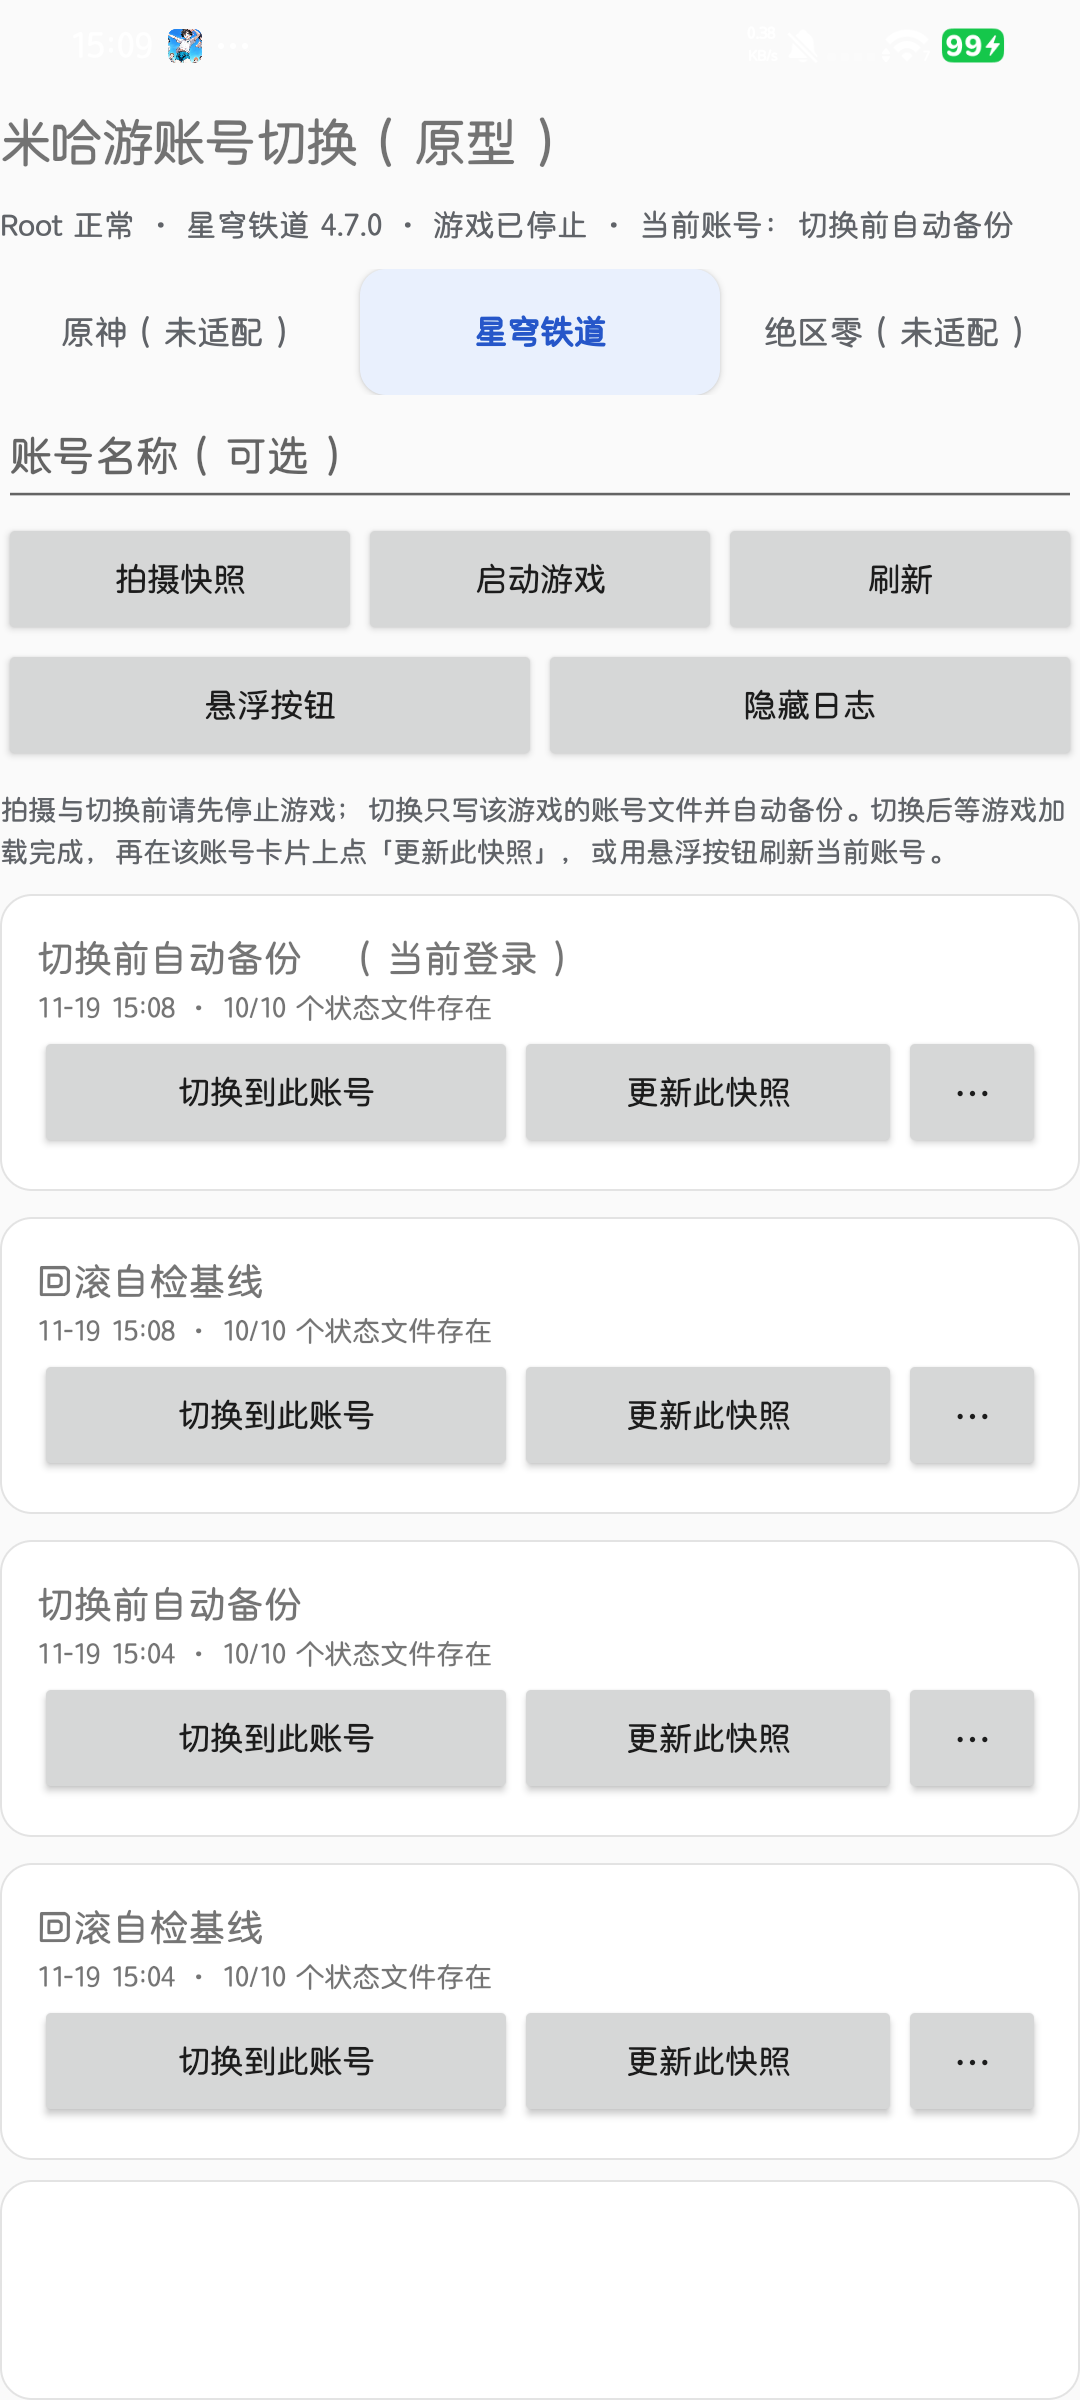 15:09 ... 0.38 KB/s 99
米哈游账号切换（原型）
Root 正常 · 星穹铁道 4.7.0 · 游戏已停止 · 当前账号：切换前自动备份
原神（未适配） 星穹铁道 绝区零（未适配）
账号名称（可选）
拍摄快照 启动游戏 刷新
悬浮按钮 隐藏日志
拍摄与切换前请先停止游戏；切换只写该游戏的账号文件并自动备份。切换后等游戏加
载完成，再在该账号卡片上点「更新此快照」，或用悬浮按钮刷新当前账号。
切换前自动备份 （当前登录）
11-19 15:08 · 10/10 个状态文件存在
切换到此账号 更新此快照 ...
回滚自检基线
11-19 15:08 · 10/10 个状态文件存在
切换到此账号 更新此快照 ...
切换前自动备份
11-19 15:04 · 10/10 个状态文件存在
切换到此账号 更新此快照 ...
回滚自检基线
11-19 15:04 · 10/10 个状态文件存在
切换到此账号 更新此快照 ...